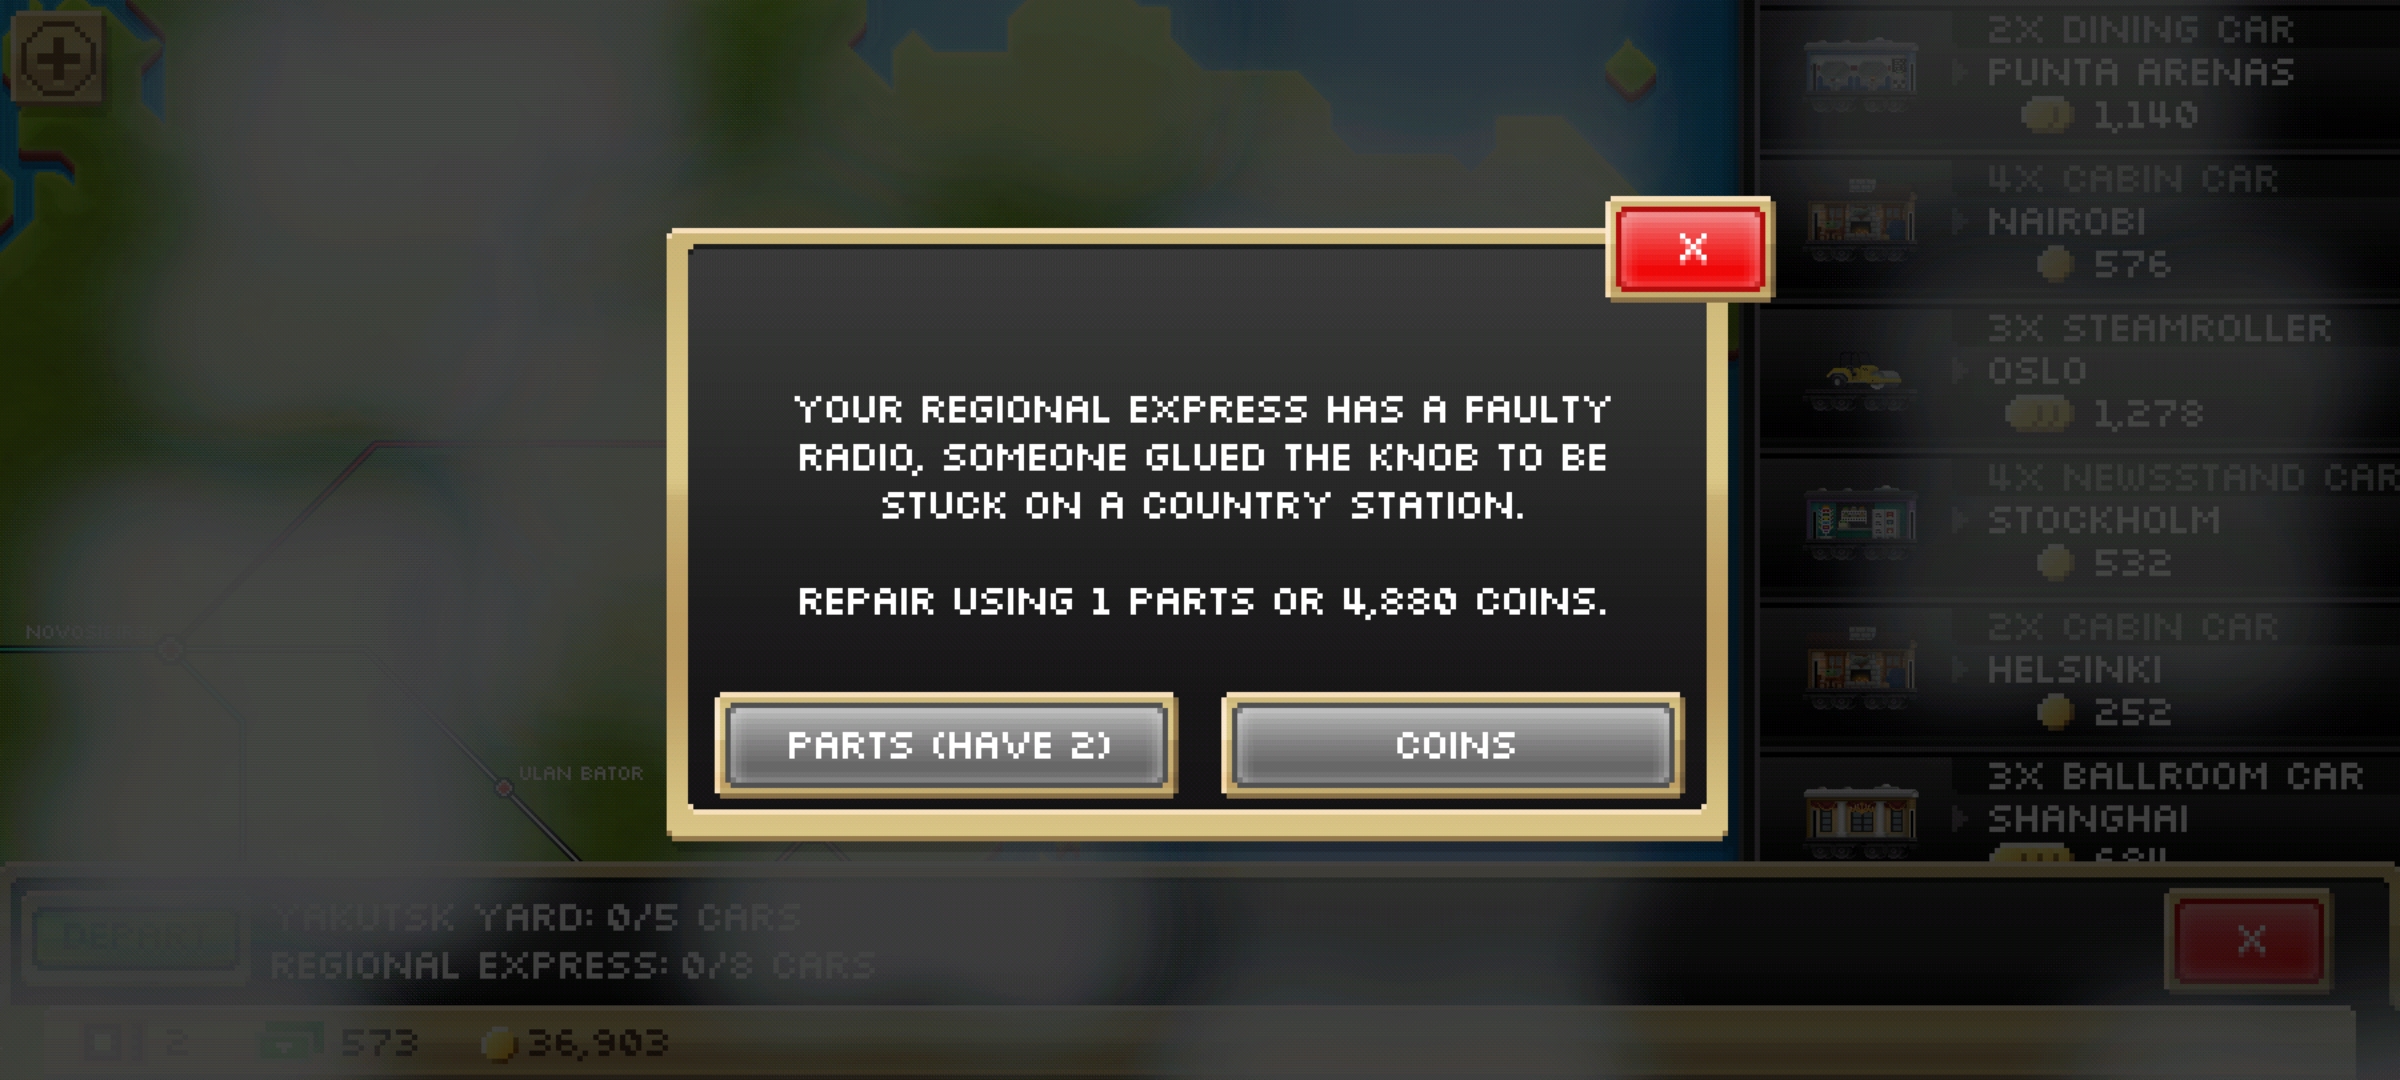 2X DINING CAR
PUNTA ARENAS
1,140
4X CABIN CAR
NAIROBI
576
3X STEAMROLLER
OSLO
1,278
4X NEWSSTAND CAR
STOCKHOLM
532
2X CABIN CAR
HELSINKI
252
3X BALLROOM CAR
SHANGHAI
X
YOUR REGIONAL EXPRESS HAS A FAULTY
RADIO, SOMEONE GLUED THE KNOB TO BE
STUCK ON A COUNTRY STATION.
REPAIR USING 1 PARTS OR 4,880 COINS.
PARTS (HAVE 2)
COINS
ULAN BATOR
DEPART
YAKUTSK YARD: 0/5 CARS
REGIONAL EXPRESS: 0/8 CARS
X
2
573
36,903